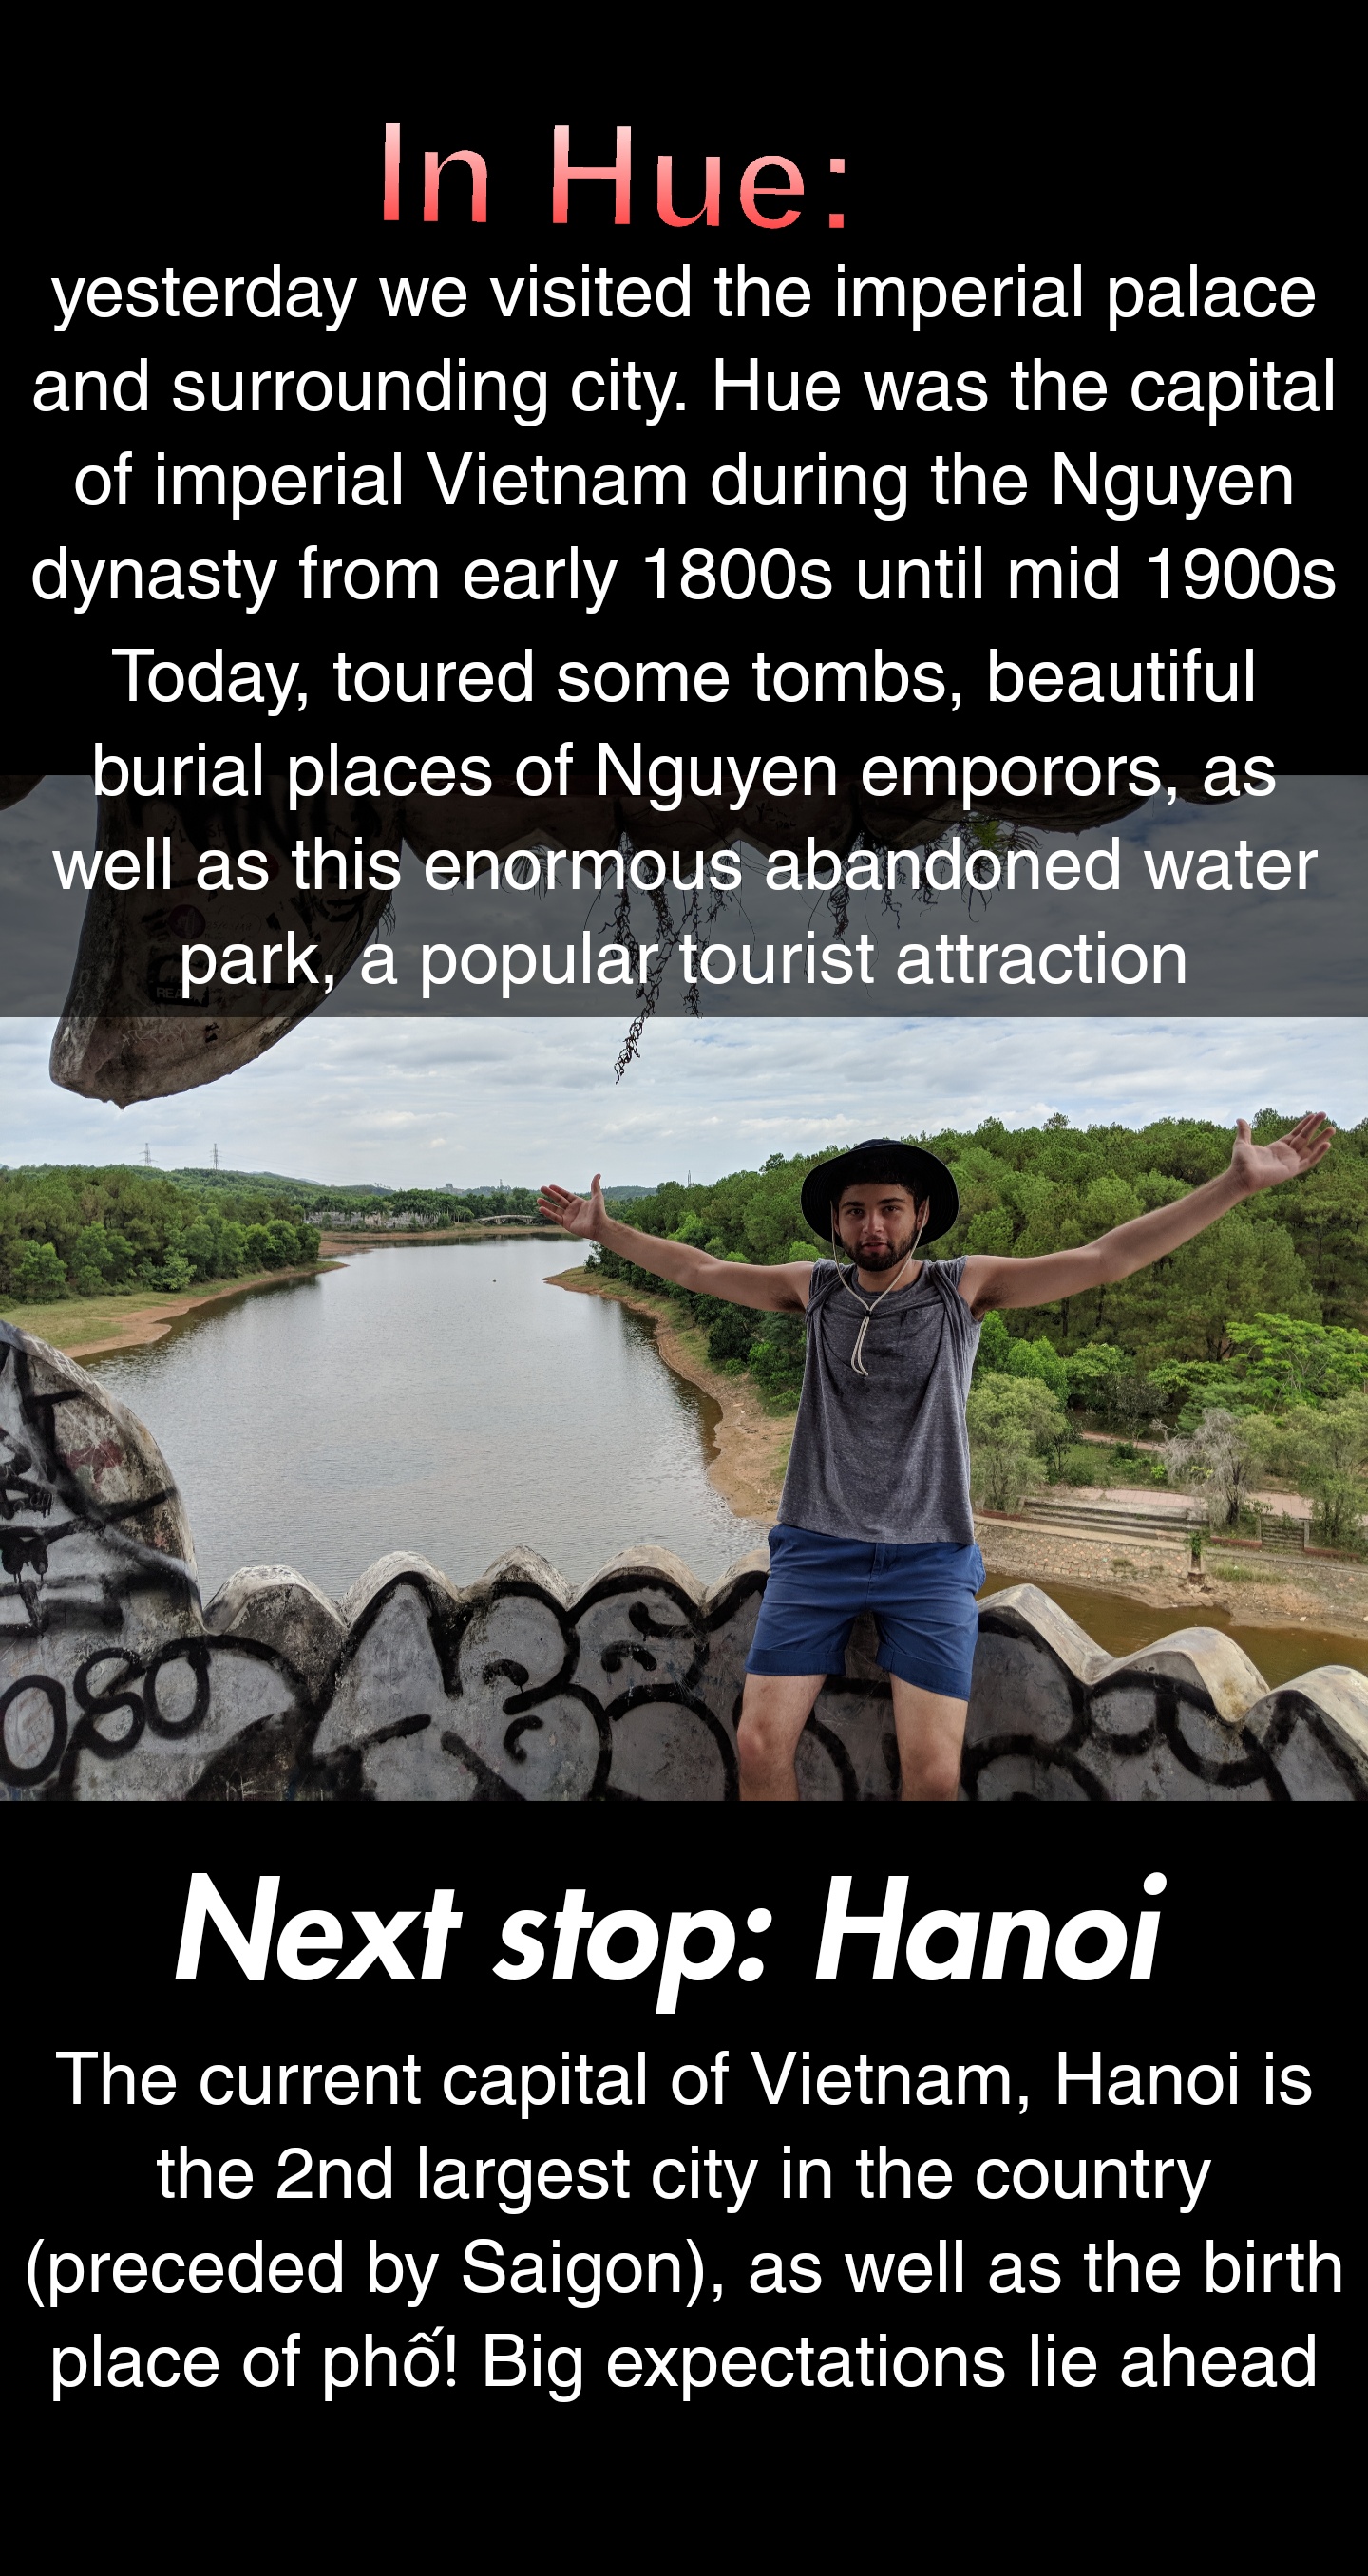 In Hue:
yesterday we visited the imperial palace
and surrounding city. Hue was the capital
of imperial Vietnam during the Nguyen
dynasty from early 1800s until mid 1900s
Today, toured some tombs, beautiful
burial places of Nguyen emporors, as
well as this enormous abandoned water
park, a popular tourist attraction
Next stop: Hanoi
The current capital of Vietnam, Hanoi is
the 2nd largest city in the country
(preceded by Saigon), as well as the birth
place of phố! Big expectations lie ahead